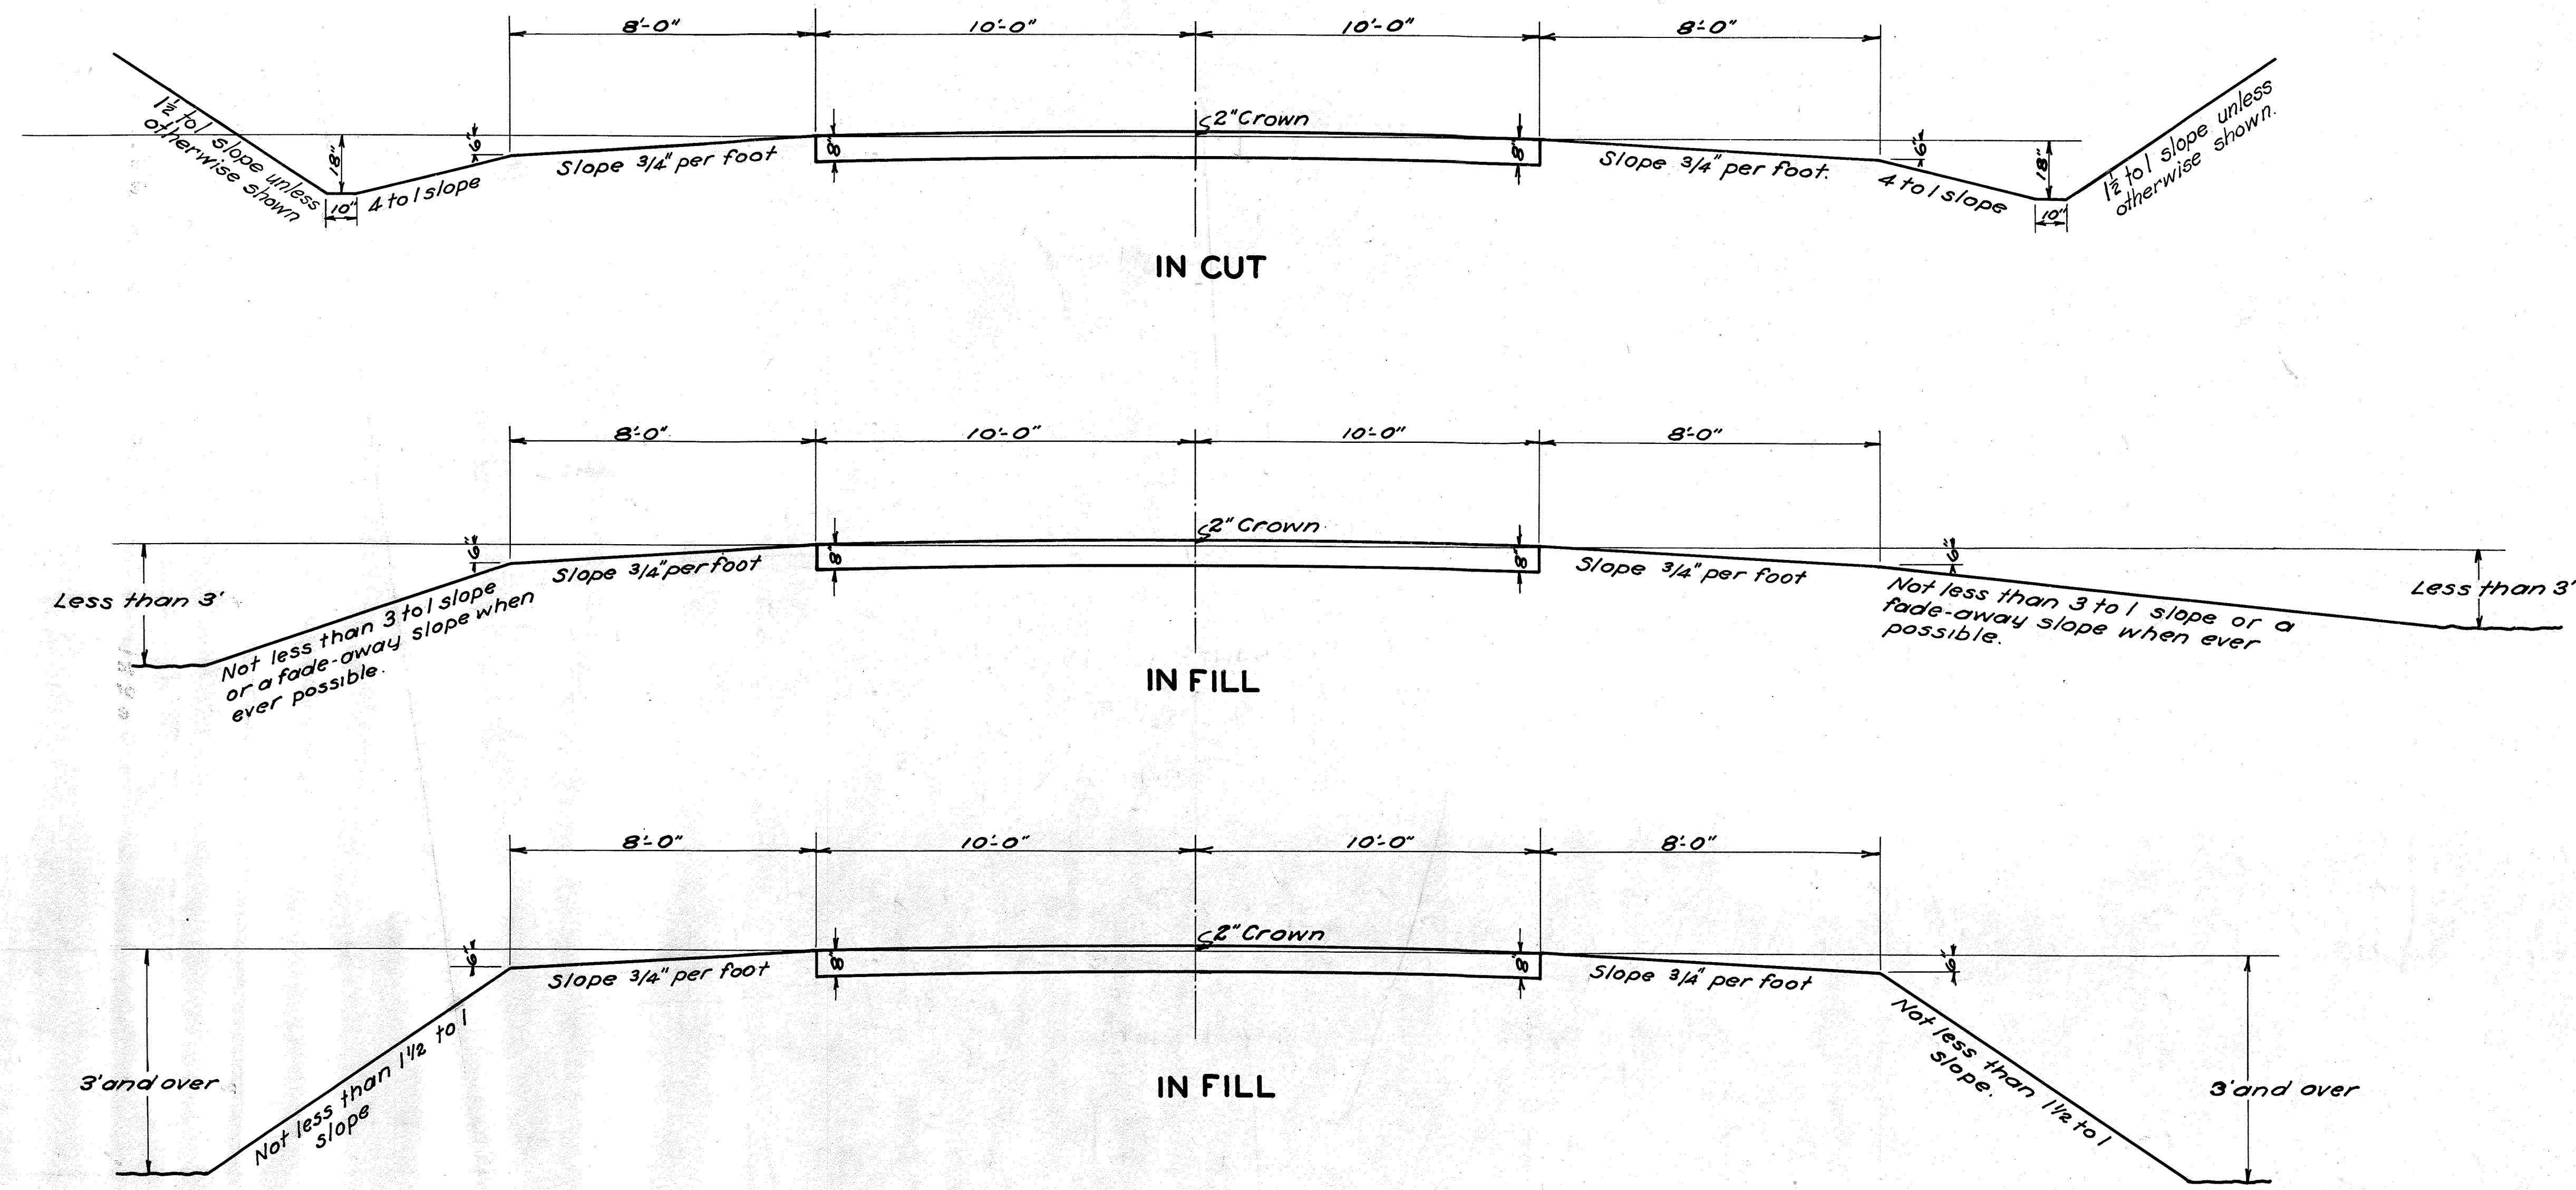 8'-0"
10'-0"
10'-0"
8'-0"
1½ to 1 slope unless
otherwise shown
18"
10"
4 to 1 slope
6"
Slope 3/4" per foot
8"
2" Crown
8"
Slope 3/4" per foot.
6"
4 to 1 slope
18"
10"
1½ to 1 slope unless
otherwise shown.
IN CUT
8'-0"
10'-0"
10'-0"
8'-0"
Less than 3'
6"
Not less than 3 to 1 slope
or a fade-away slope when
ever possible.
Slope 3/4" per foot
8"
2" Crown
8"
Slope 3/4" per foot
6"
Not less than 3 to 1 slope or a
fade-away slope when ever
possible.
Less than 3'
IN FILL
8'-0"
10'-0"
10'-0"
8'-0"
3' and over
6"
Not less than 1 1/2 to 1
slope
Slope 3/4" per foot
8"
2" Crown
8"
Slope 3/4" per foot
6"
Not less than 1 1/2 to 1
slope.
3' and over
IN FILL